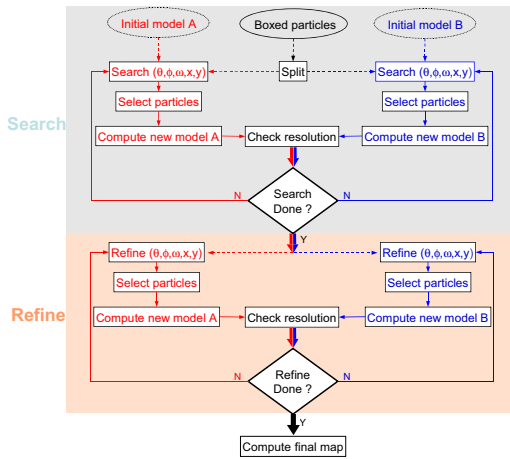 Initial model A
Boxed particles
Initial model B
Search (θ,ϕ,ω,x,y)
Split
Search (θ,ϕ,ω,x,y)
Select particles
Select particles
Search
Compute new model A
Check resolution
Compute new model B
N
Search
Done ?
N
Y
Refine (θ,ϕ,ω,x,y)
Refine (θ,ϕ,ω,x,y)
Select particles
Select particles
Refine
Compute new model A
Check resolution
Compute new model B
N
Refine
Done ?
N
Y
Compute final map